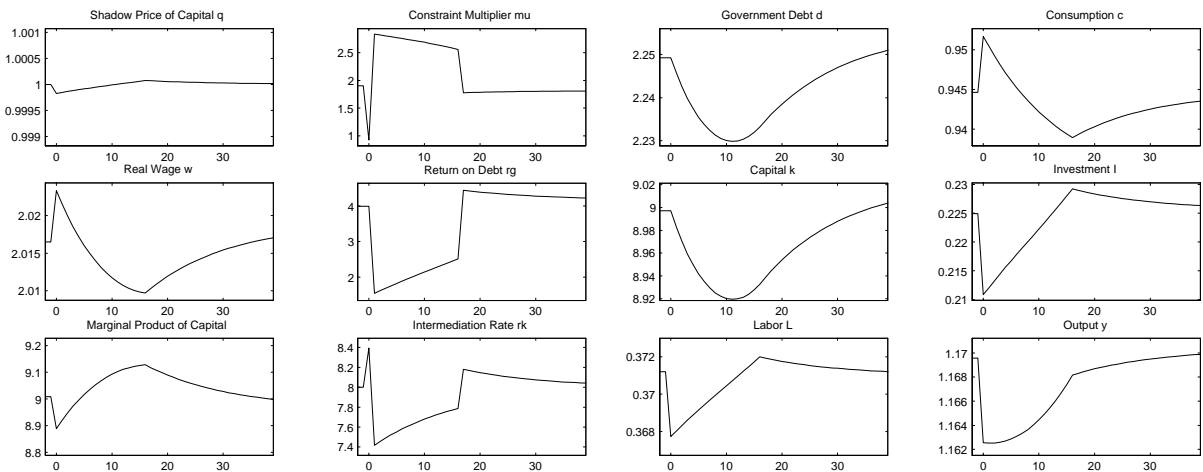 Shadow Price of Capital q
Constraint Multiplier mu
Government Debt d
Consumption c
1.001
1.0005
1
0.9995
0.999
0 10 20 30
2.5
2
1.5
1
0 10 20 30
2.25
2.24
2.23
0 10 20 30
0.95
0.945
0.94
0 10 20 30
Real Wage w
Return on Debt rg
Capital k
Investment I
2.02
2.015
2.01
0 10 20 30
4
3
2
0 10 20 30
9.02
9
8.98
8.96
8.94
8.92
0 10 20 30
0.23
0.225
0.22
0.215
0.21
0 10 20 30
Marginal Product of Capital
Intermediation Rate rk
Labor L
Output y
9.2
9.1
9
8.9
8.8
0 10 20 30
8.4
8.2
8
7.8
7.6
7.4
0 10 20 30
0.372
0.37
0.368
0 10 20 30
1.17
1.168
1.166
1.164
1.162
0 10 20 30